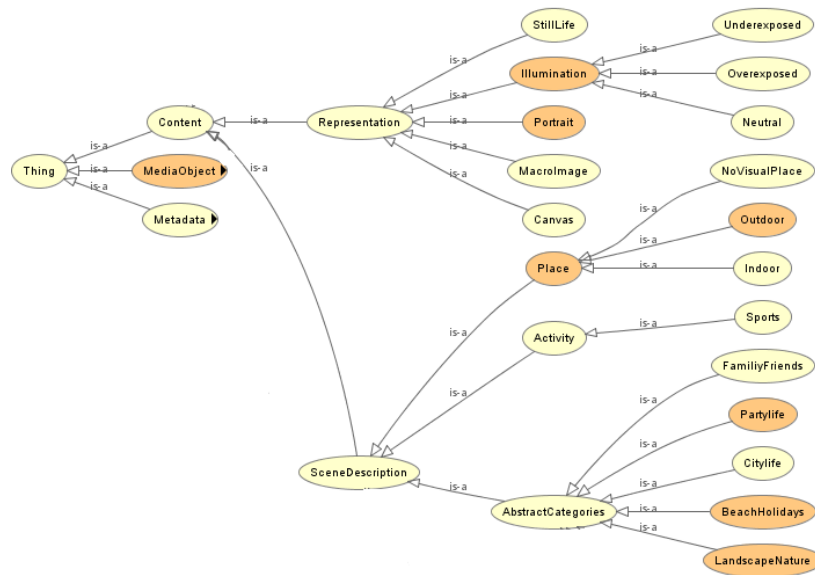 StillLife
Underexposed
is-a
is-a
Illumination
is-a
Overexposed
is-a
is-a
Content
is-a
Representation
is-a
Portrait
Neutral
is-a
is-a
Thing
is-a
MediaObject
is-a
MacroImage
NoVisualPlace
is-a
is-a
Metadata
is-a
Canvas
is-a
Outdoor
is-a
Place
is-a
Indoor
Sports
is-a
is-a
Activity
FamiliyFriends
is-a
is-a
Partylife
is-a
SceneDescription
is-a
is-a
Citylife
AbstractCategories
is-a
BeachHolidays
is-a
LandscapeNature